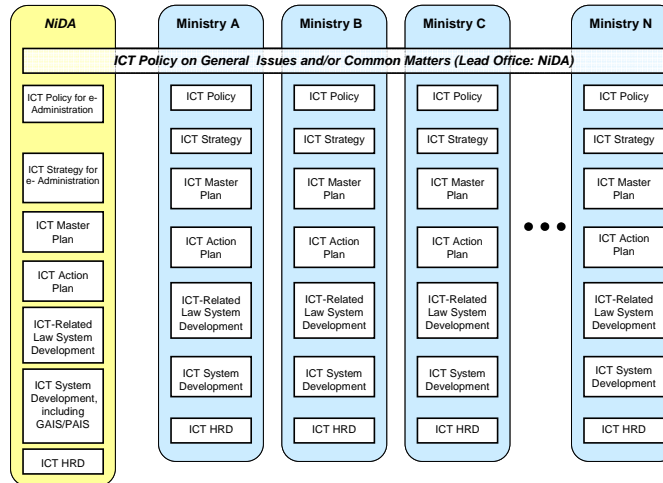 NiDA
Ministry A
Ministry B
Ministry C
Ministry N
ICT Policy on General Issues and/or Common Matters (Lead Office: NiDA)
ICT Policy for e-
Administration
ICT Strategy for
e- Administration
ICT Master
Plan
ICT Action
Plan
ICT-Related
Law System
Development
ICT System
Development,
including
GAIS/PAIS
ICT HRD
ICT Policy
ICT Strategy
ICT Master
Plan
ICT Action
Plan
ICT-Related
Law System
Development
ICT System
Development
ICT HRD
ICT Policy
ICT Strategy
ICT Master
Plan
ICT Action
Plan
ICT-Related
Law System
Development
ICT System
Development
ICT HRD
ICT Policy
ICT Strategy
ICT Master
Plan
ICT Action
Plan
ICT-Related
Law System
Development
ICT System
Development
ICT HRD
ICT Policy
ICT Strategy
ICT Master
Plan
ICT Action
Plan
ICT-Related
Law System
Development
ICT System
Development
ICT HRD